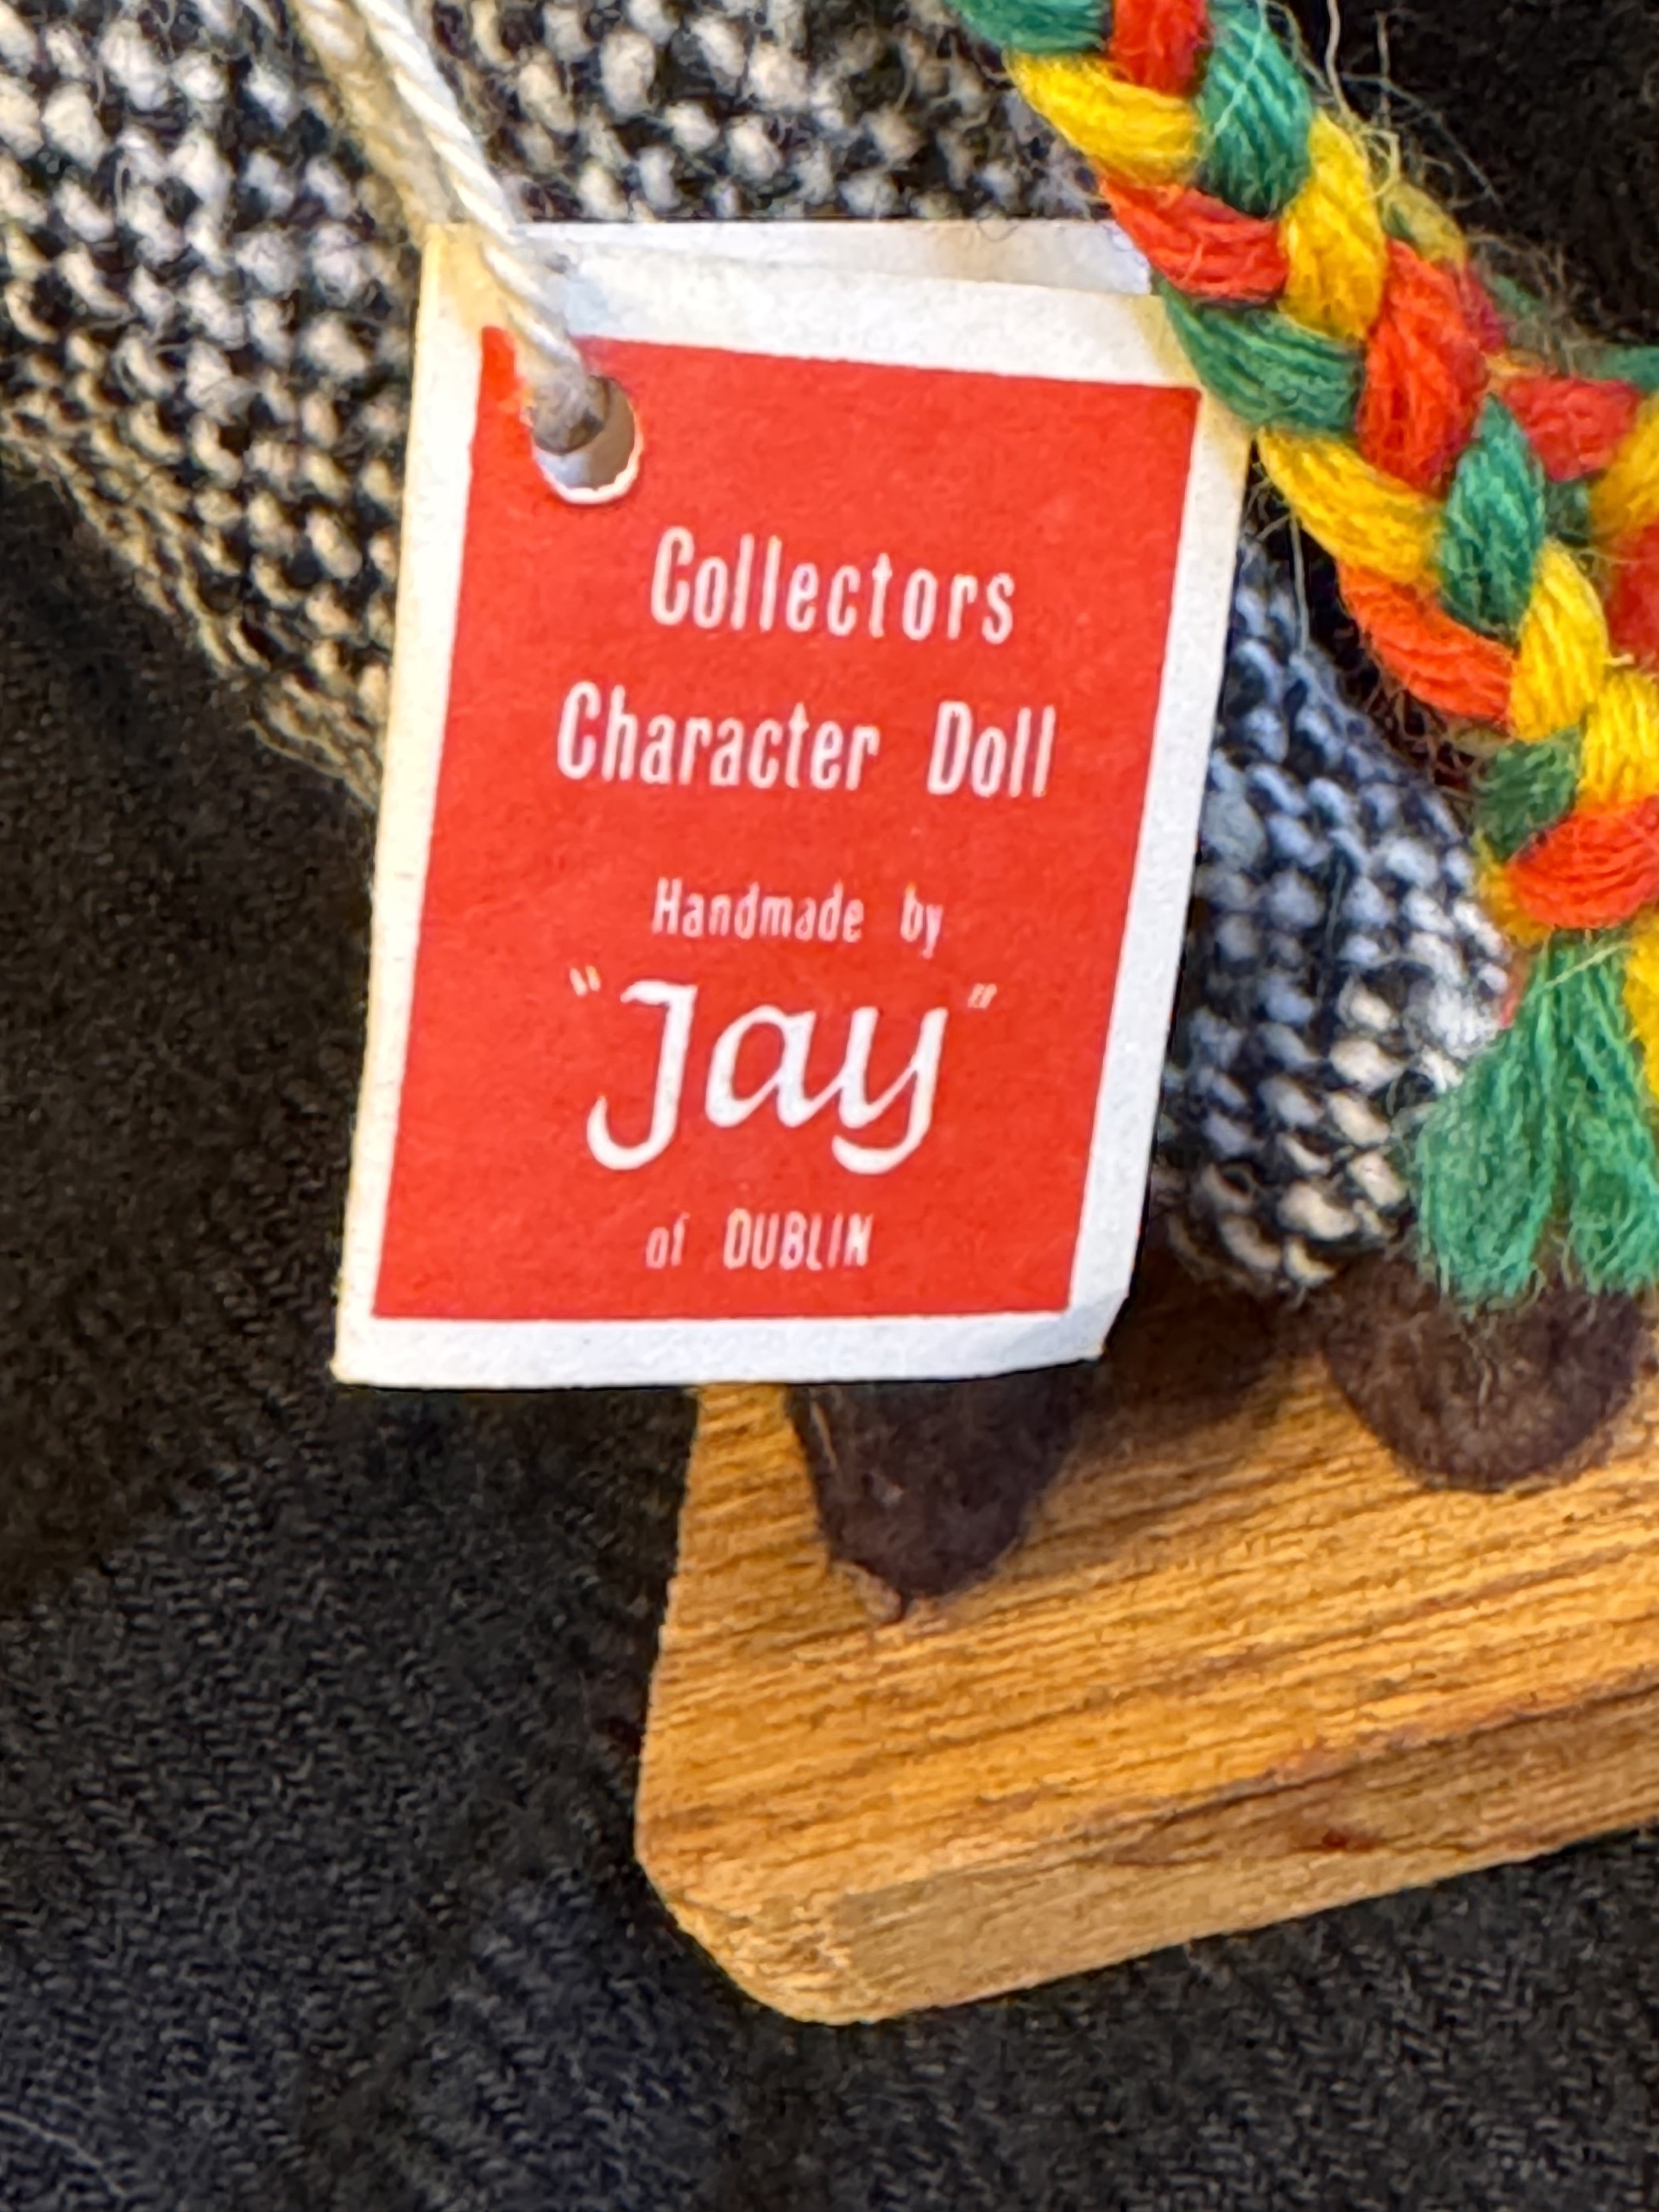 Collectors
Character Doll
Handmade by
"Jay"
of DUBLIN